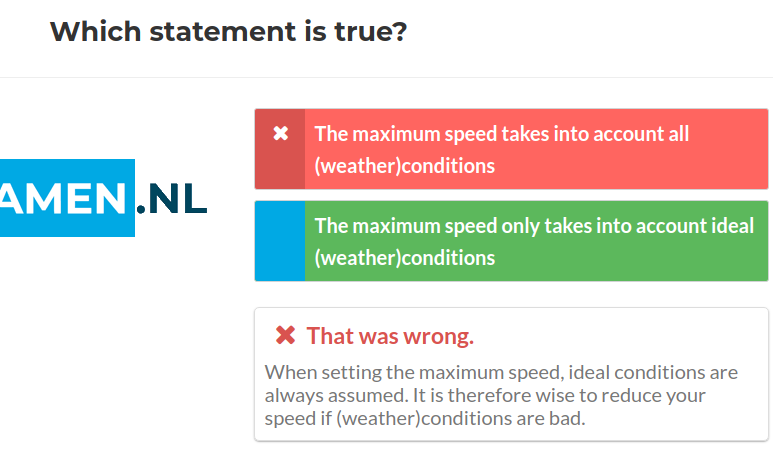 Which statement is true?
The maximum speed takes into account all
(weather)conditions
AMEN.NL
The maximum speed only takes into account ideal
(weather)conditions
That was wrong.
When setting the maximum speed, ideal conditions are
always assumed. It is therefore wise to reduce your
speed if (weather)conditions are bad.